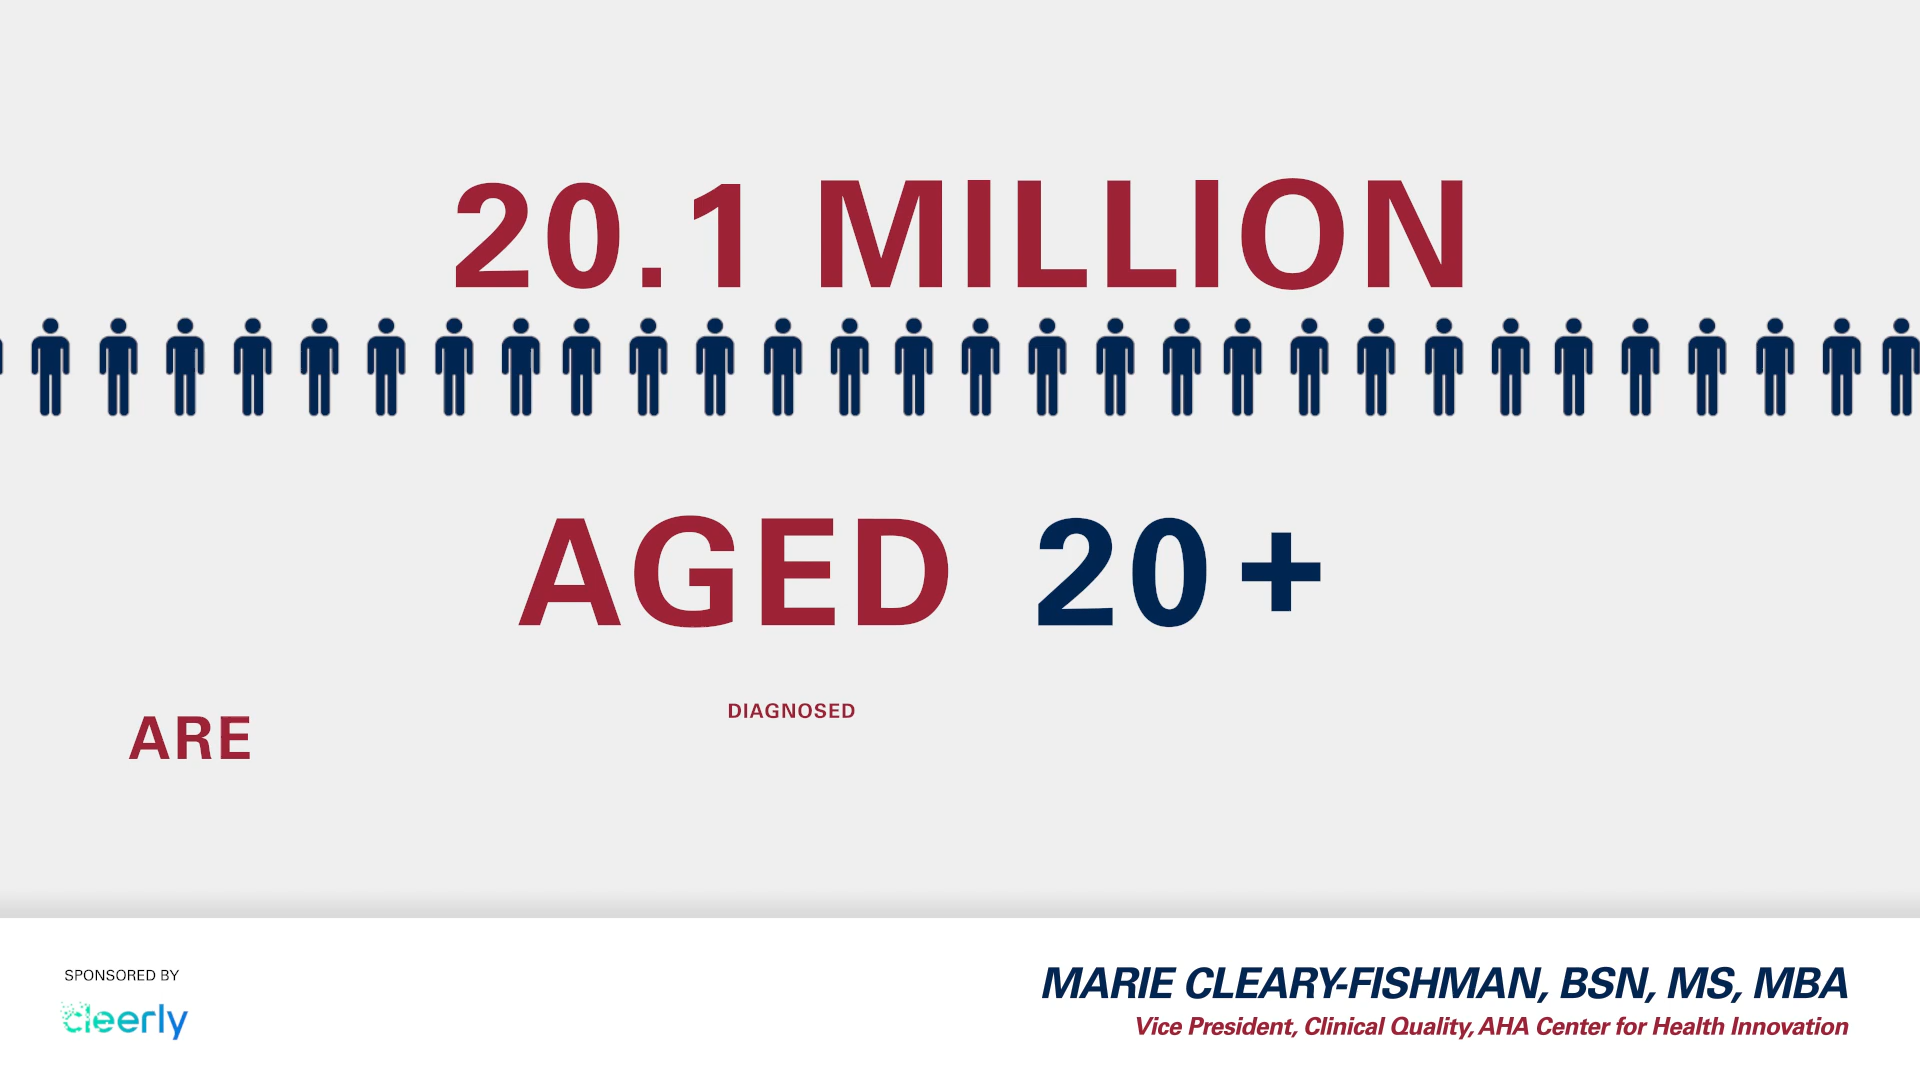 20.1 MILLION
AGED 20+
DIAGNOSED
ARE
SPONSORED BY
cleerly
MARIE CLEARY-FISHMAN, BSN, MS, MBA
Vice President, Clinical Quality, AHA Center for Health Innovation